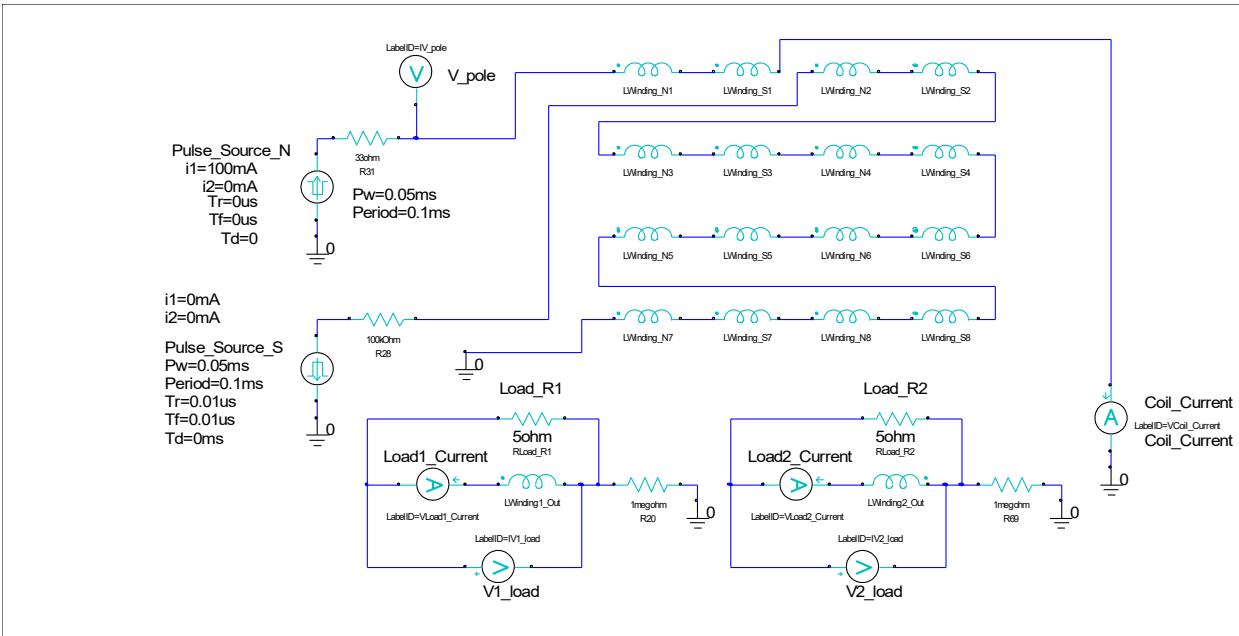 LabelID=IV_pole
V
V_pole
LWinding_N1
LWinding_S1
LWinding_N2
LWinding_S2
33ohm
R31
Pulse_Source_N
i1=100mA
i2=0mA
Tr=0us
Tf=0us
Td=0
Pw=0.05ms
Period=0.1ms
0
LWinding_N3
LWinding_S3
LWinding_N4
LWinding_S4
LWinding_N5
LWinding_S5
LWinding_N6
LWinding_S6
i1=0mA
i2=0mA
100kOhm
R28
Pulse_Source_S
Pw=0.05ms
Period=0.1ms
Tr=0.01us
Tf=0.01us
Td=0ms
0
LWinding_N7
LWinding_S7
LWinding_N8
LWinding_S8
0
Load_R1
5ohm
RLoad_R1
Load1_Current
A
LabelID=VLoad1_Current
LWinding1_Out
1megohm
R20
0
LabelID=IV1_load
V
V1_load
Load_R2
5ohm
RLoad_R2
Load2_Current
A
LabelID=VLoad2_Current
LWinding2_Out
1megohm
R69
0
LabelID=IV2_load
V
V2_load
A
Coil_Current
LabelID=VCoil_Current
Coil_Current
0